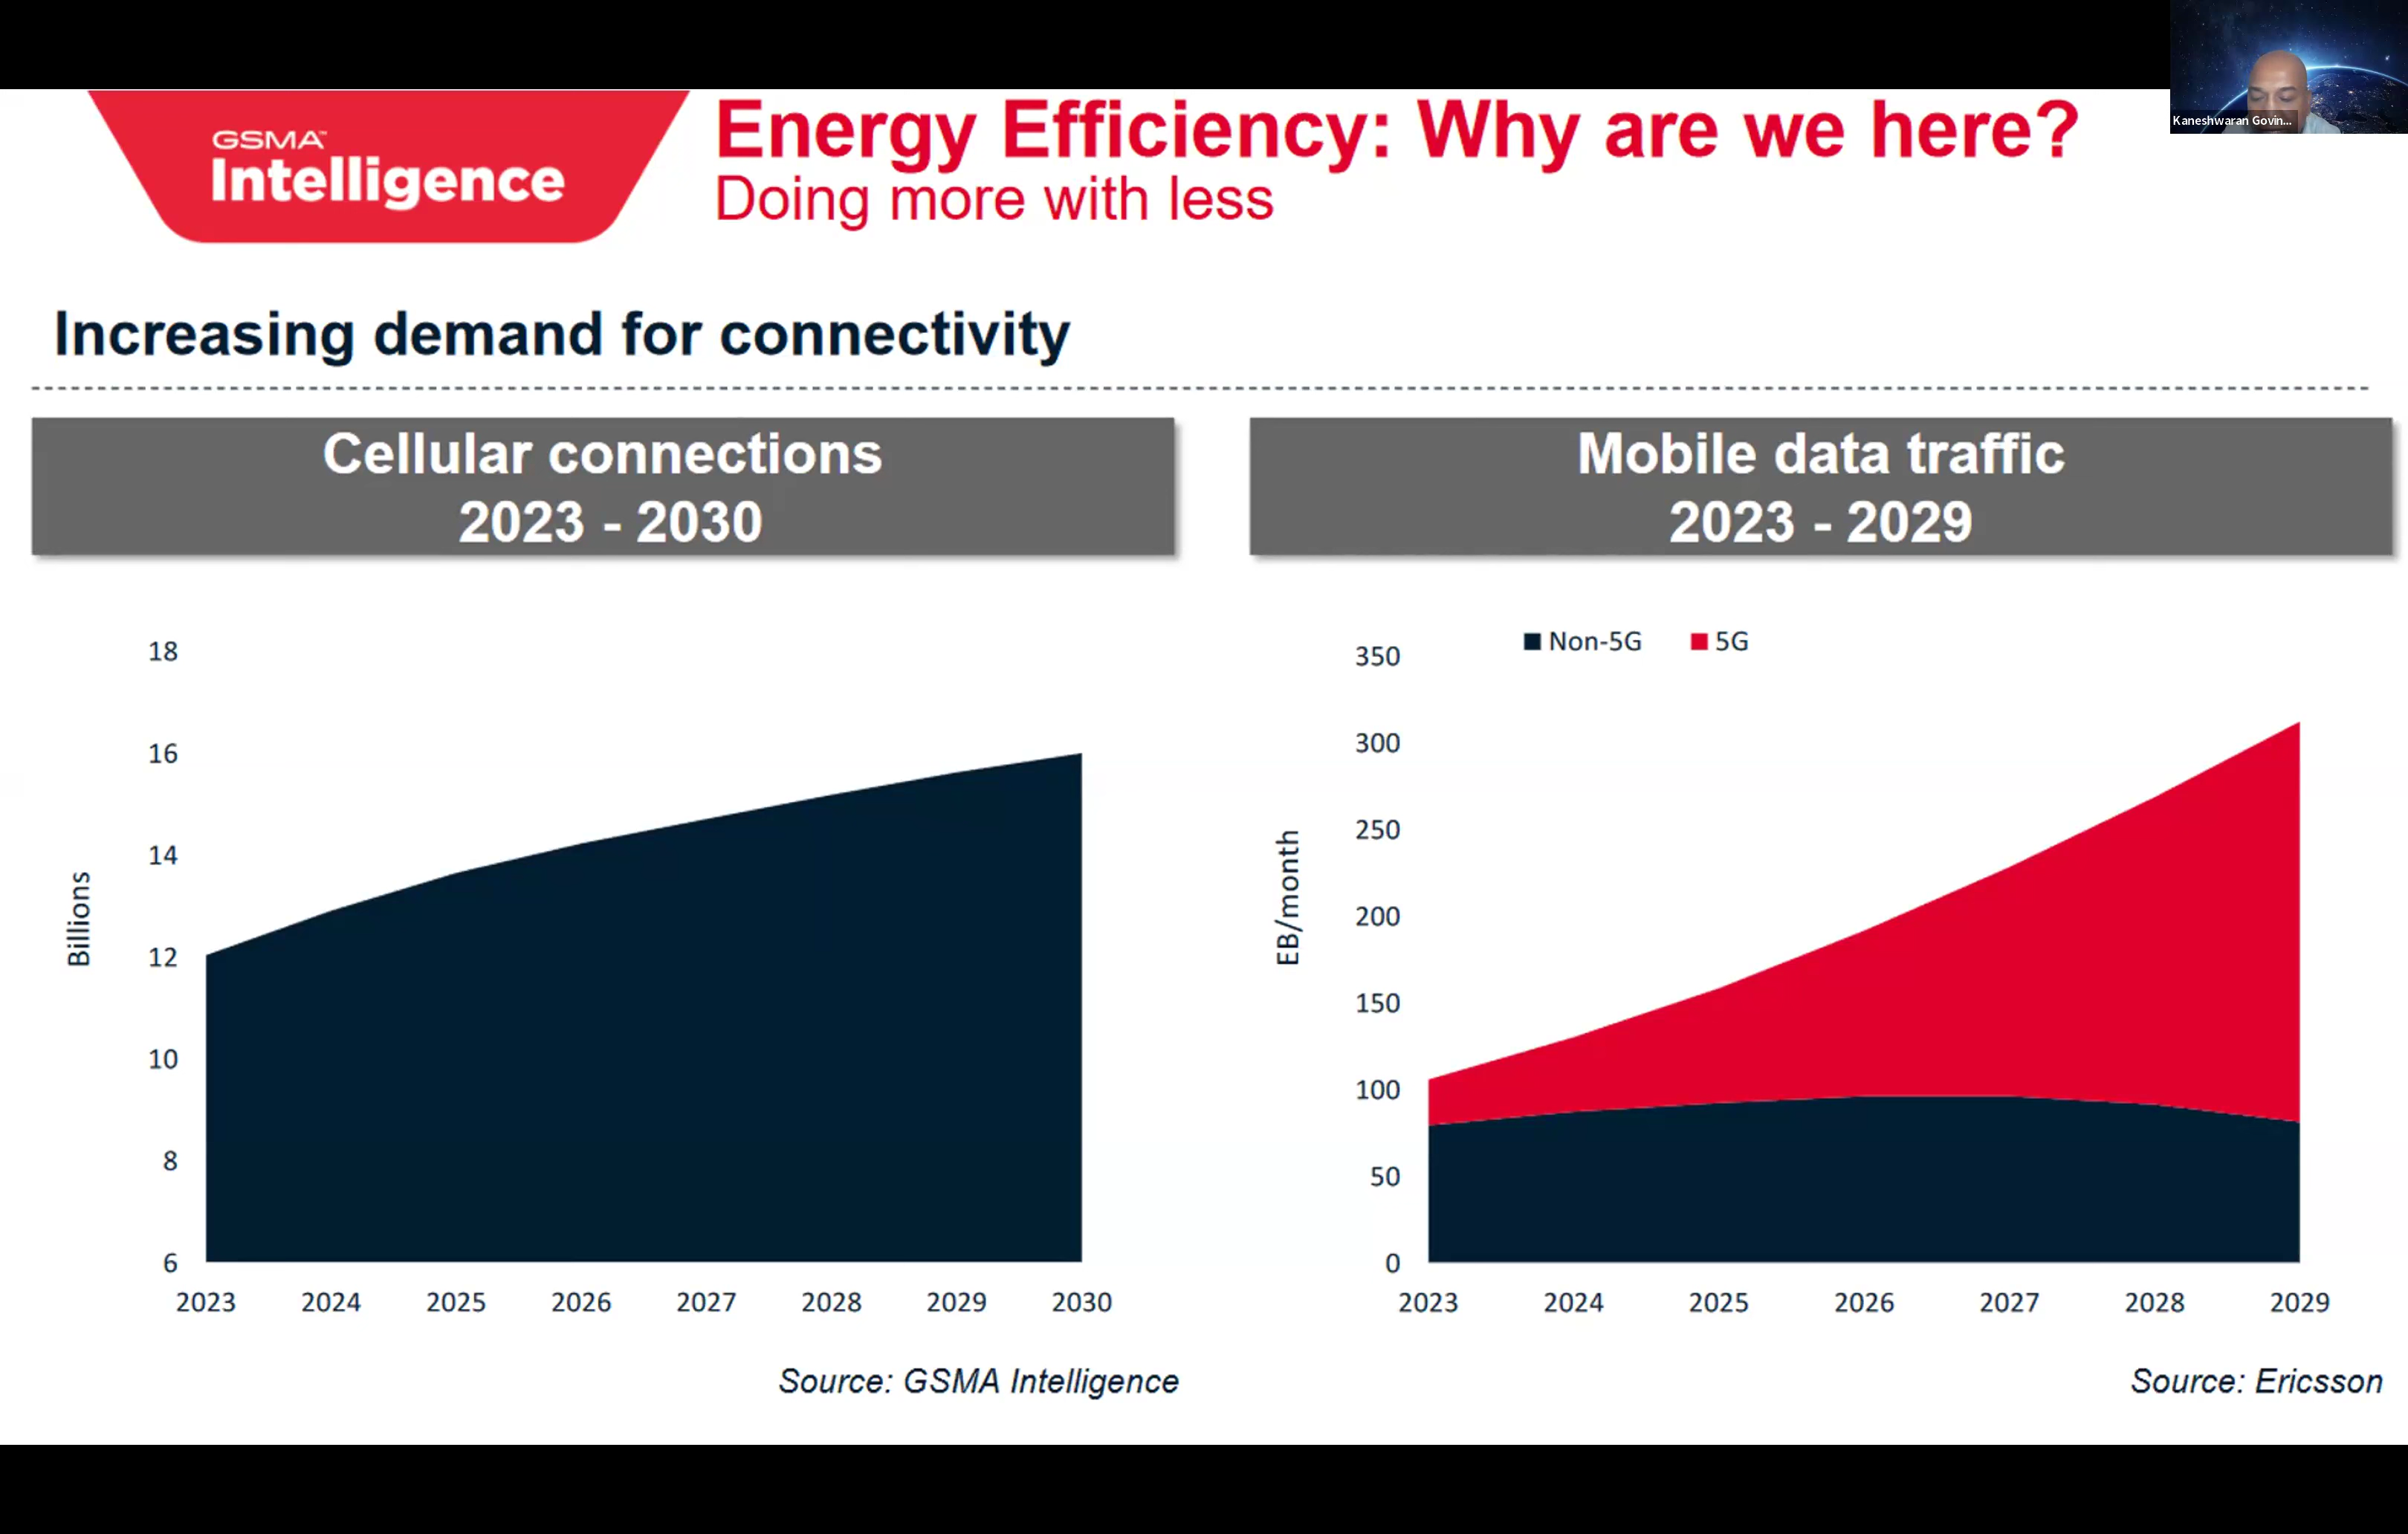 Kaneshwaran Govin...
GSMA™
Intelligence
Energy Efficiency: Why are we here?
Doing more with less
Increasing demand for connectivity
Cellular connections
2023 - 2030
Billions
18
16
14
12
10
8
6
2023 2024 2025 2026 2027 2028 2029 2030
Source: GSMA Intelligence
Mobile data traffic
2023 - 2029
Non-5G 5G
EB/month
350
300
250
200
150
100
50
0
2023 2024 2025 2026 2027 2028 2029
Source: Ericsson